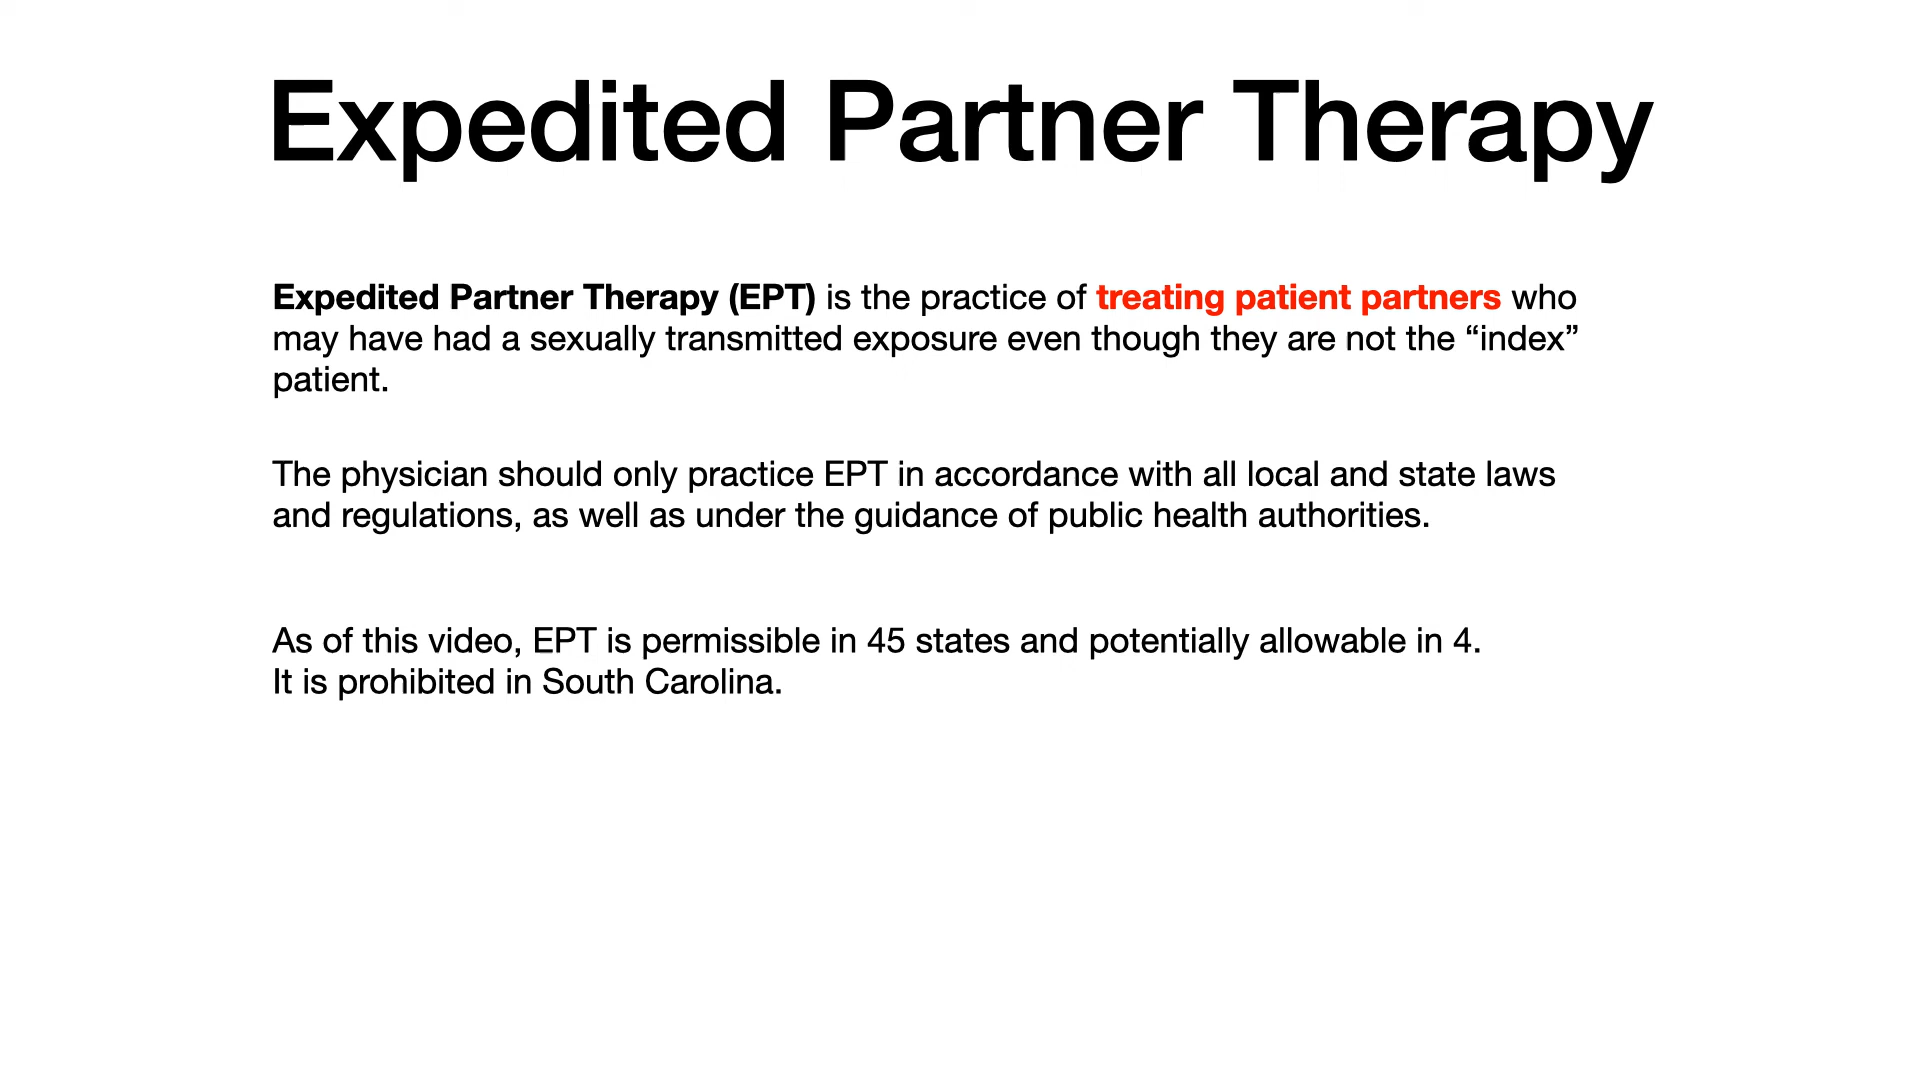 Expedited Partner Therapy
Expedited Partner Therapy (EPT) is the practice of treating patient partners who
may have had a sexually transmitted exposure even though they are not the “index”
patient.
The physician should only practice EPT in accordance with all local and state laws
and regulations, as well as under the guidance of public health authorities.
As of this video, EPT is permissible in 45 states and potentially allowable in 4.
It is prohibited in South Carolina.